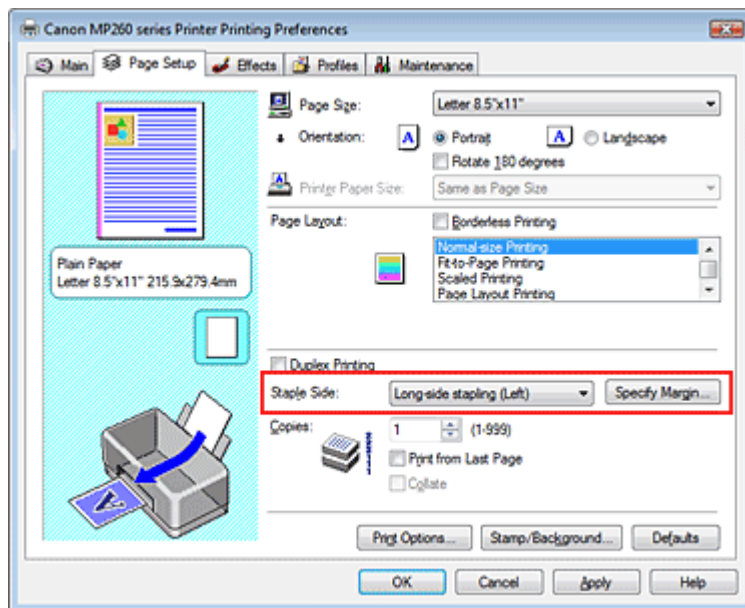 Canon MP260 series Printer Printing Preferences
Main Page Setup Effects Profiles Maintenance
Page Size: Letter 8.5"x11"
Orientation: A Portrait A Landscape
Rotate 180 degrees
Printer Paper Size: Same as Page Size
Page Layout: Borderless Printing
Normal-size Printing
Fit-to-Page Printing
Scaled Printing
Page Layout Printing
Plain Paper
Letter 8.5"x11" 215.9x279.4mm
Duplex Printing
Staple Side: Long-side stapling (Left) Specify Margin...
Copies: 1 (1-999)
Print from Last Page
Collate
Print Options... Stamp/Background... Defaults
OK Cancel Apply Help